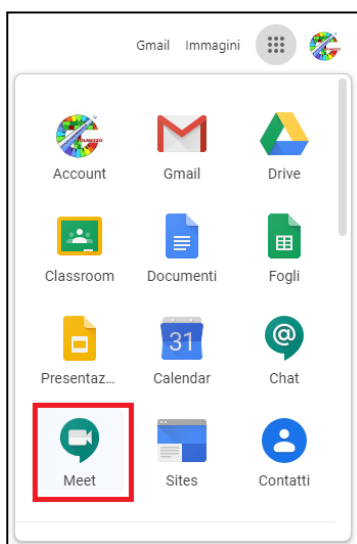 Gmail Immagini
Account Gmail Drive
Classroom Documenti Fogli
31
Presentaz... Calendar Chat
Meet Sites Contatti